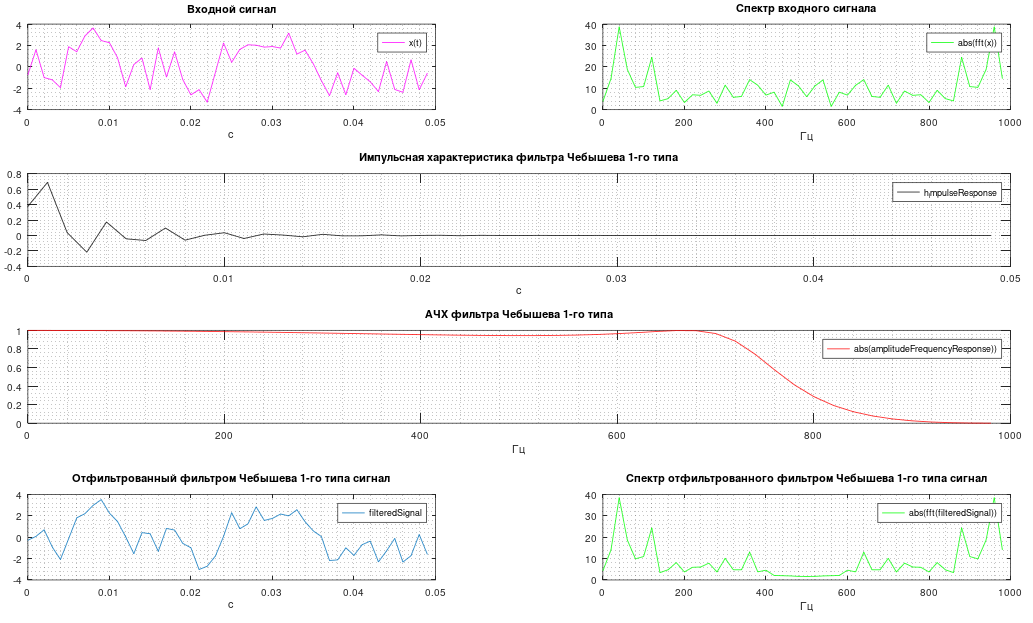 Входной сигнал
Спектр входного сигнала
4
2
0
-2
-4
x(t)
0 0.01 0.02 0.03 0.04 0.05
с
40
30
20
10
0
abs(fft(x))
0 200 400 600 800 1000
Гц
Импульсная характеристика фильтра Чебышева 1-го типа
0.8
0.6
0.4
0.2
0
-0.2
-0.4
hımpulseResponse
0 0.01 0.02 0.03 0.04 0.05
с
АЧХ фильтра Чебышева 1-го типа
1
0.8
0.6
0.4
0.2
0
abs(amplitudeFrequencyResponse))
0 200 400 600 800 1000
Гц
Отфильтрованный фильтром Чебышева 1-го типа сигнал
Спектр отфильтрованного фильтром Чебышева 1-го типа сигнал
4
2
0
-2
-4
filteredSignal
0 0.01 0.02 0.03 0.04 0.05
с
40
30
20
10
0
abs(fft(filteredSignal))
0 200 400 600 800 1000
Гц